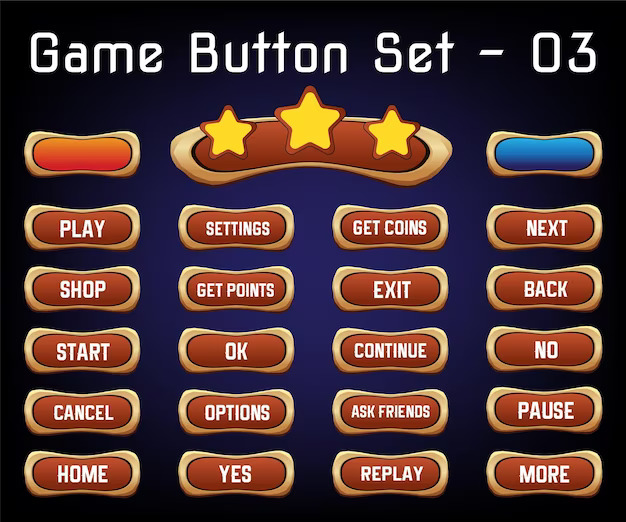 Game Button Set - 03
PLAY
SETTINGS
GET COINS
NEXT
SHOP
GET POINTS
EXIT
BACK
START
OK
CONTINUE
NO
CANCEL
OPTIONS
ASK FRIENDS
PAUSE
HOME
YES
REPLAY
MORE